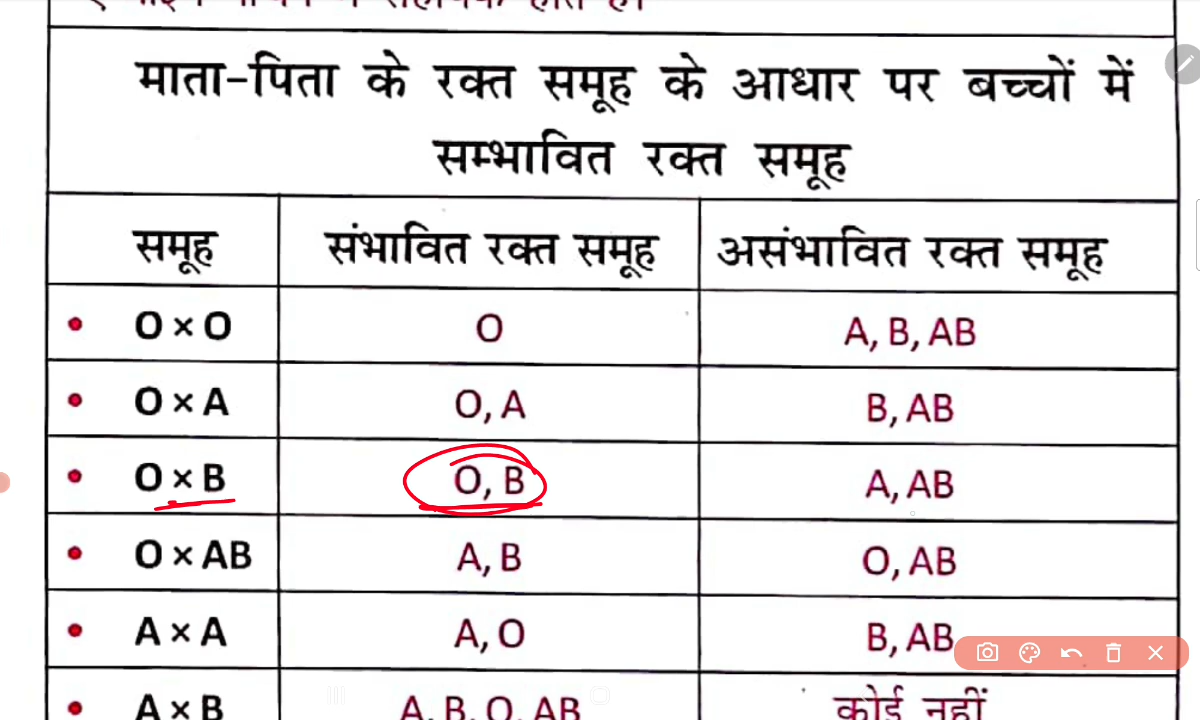 माता-पिता के रक्त समूह के आधार पर बच्चों में
सम्भावित रक्त समूह
समूह संभावित रक्त समूह असंभावित रक्त समूह
• O × O O A, B, AB
• O × A O, A B, AB
• O × B O, B A, AB
• O × AB A, B O, AB
• A × A A, O B, AB
• A × B A, B, O, AB कोई नहीं